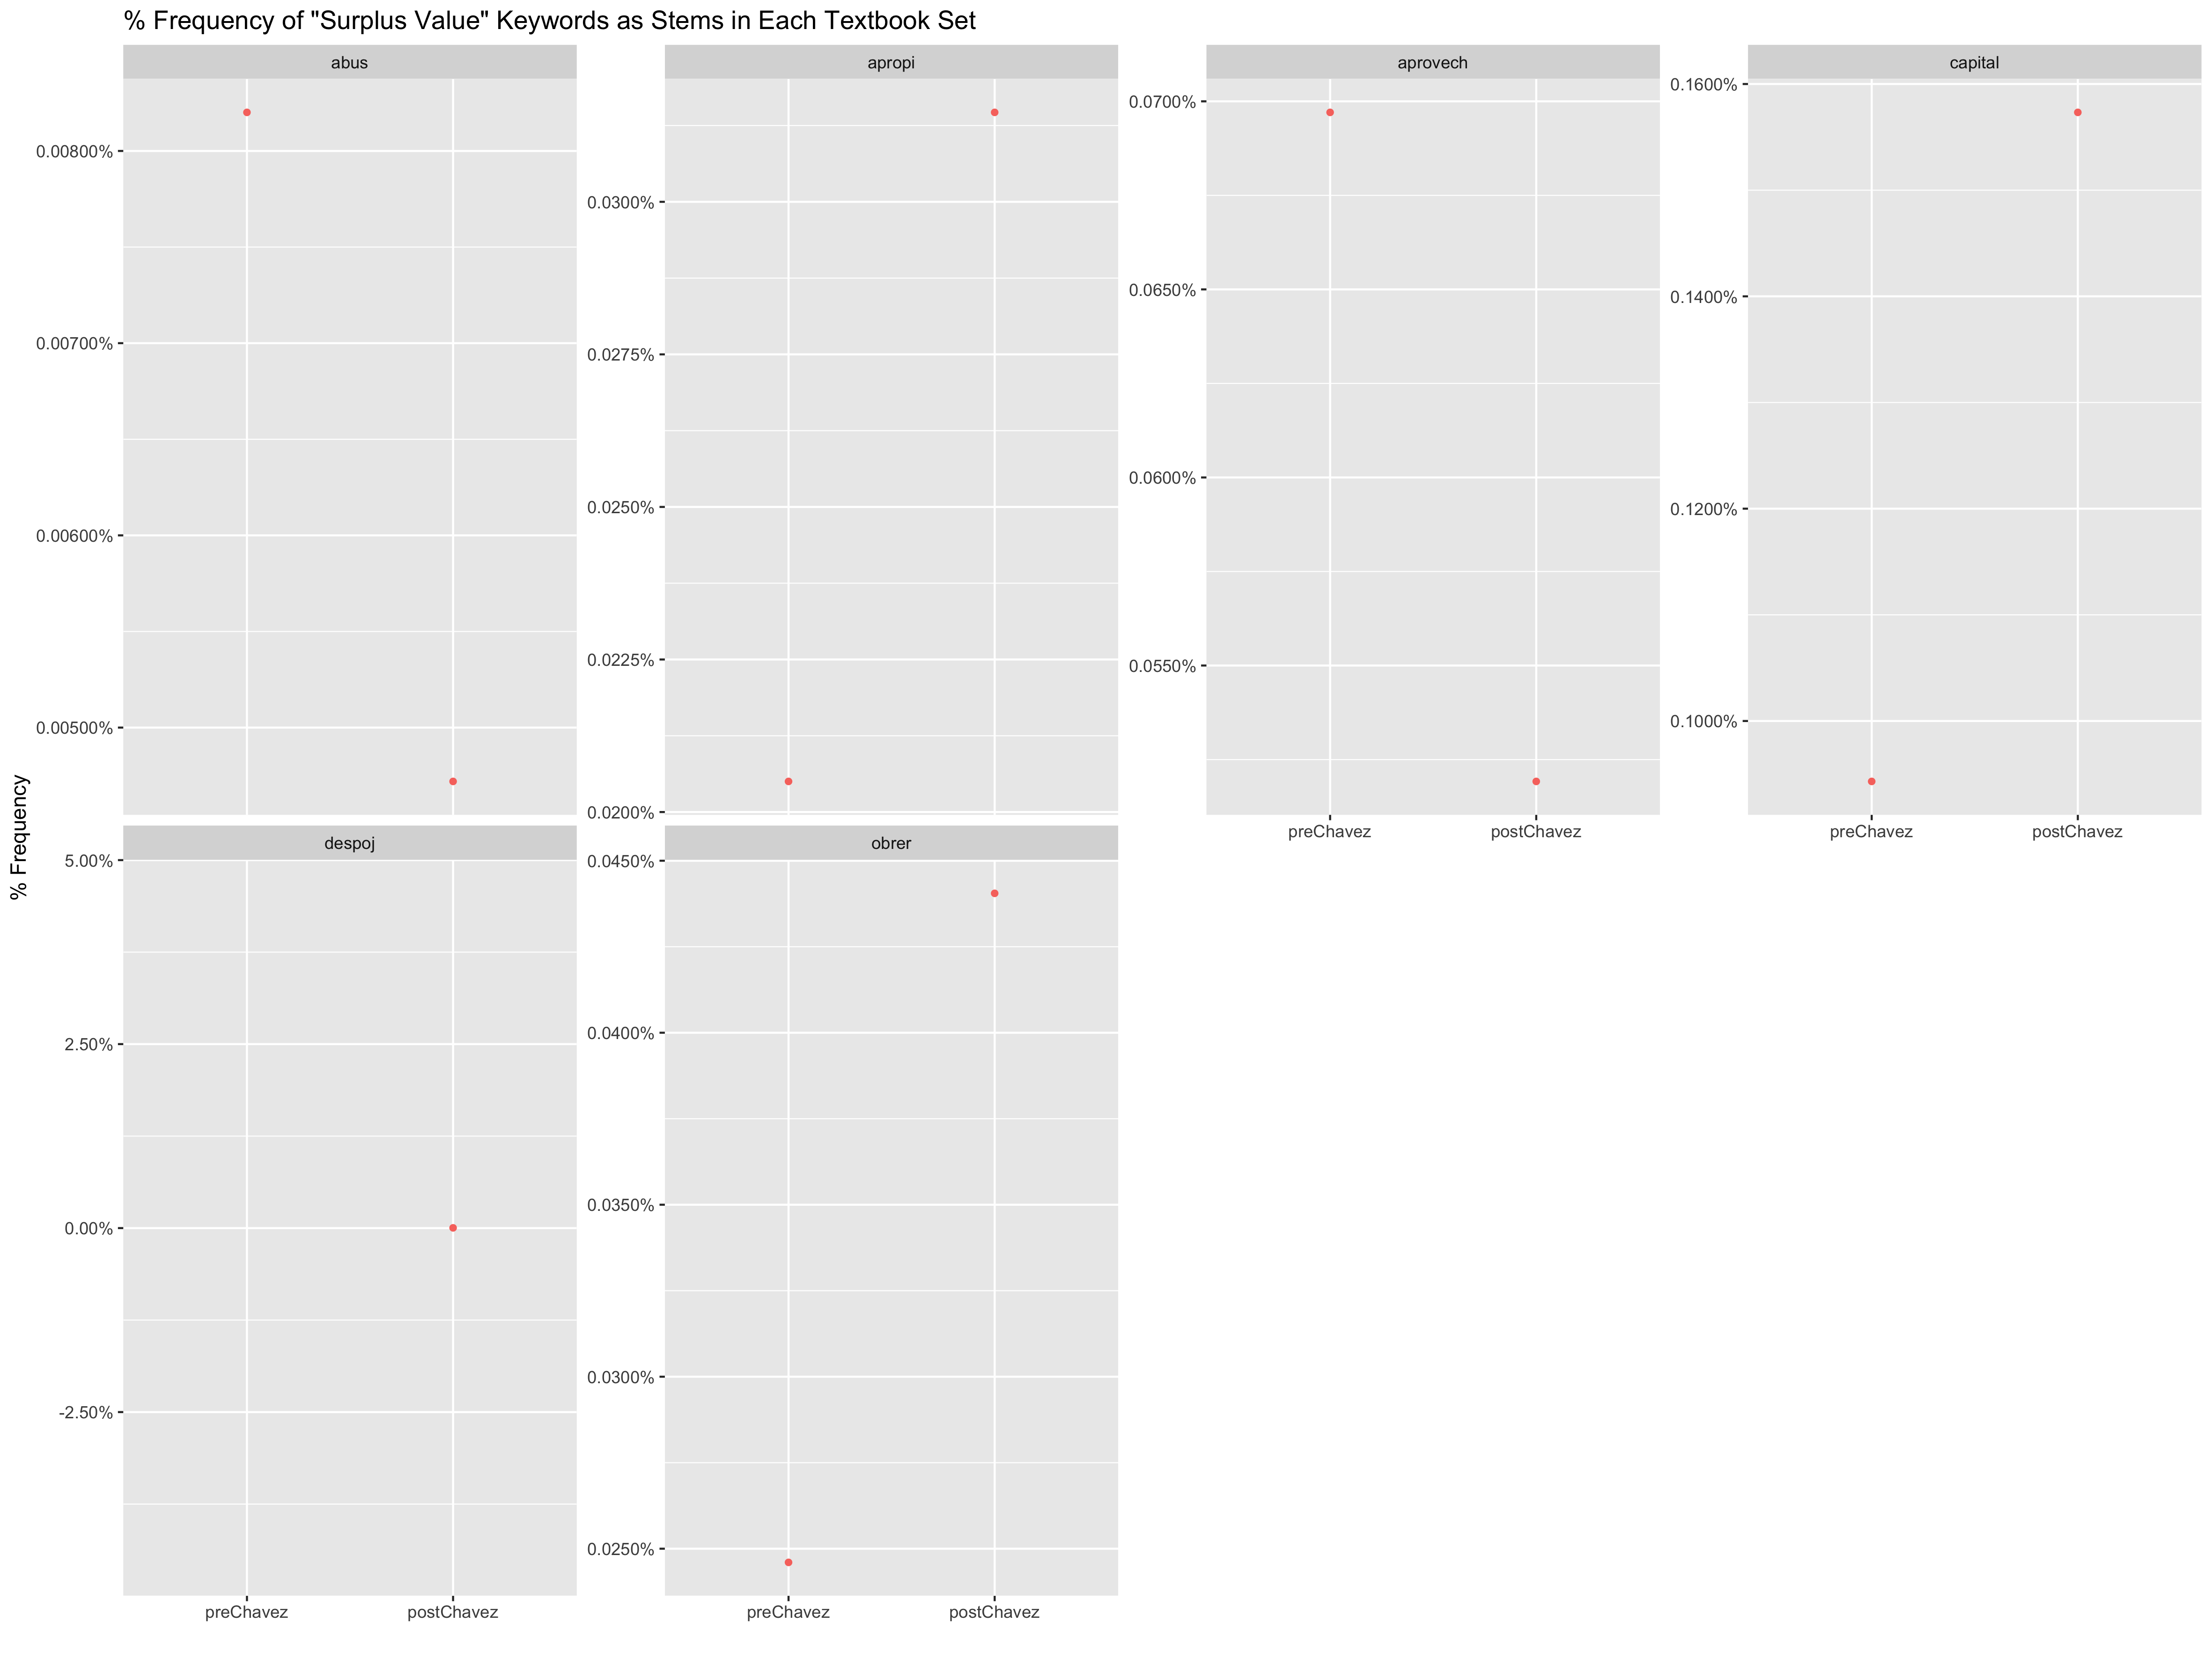 % Frequency of "Surplus Value" Keywords as Stems in Each Textbook Set
abus
0.00800%
0.00700%
0.00600%
0.00500%
apropi
0.0300%
0.0275%
0.0250%
0.0225%
0.0200%
aprovech
0.0700%
0.0650%
0.0600%
0.0550%
preChavez postChavez
capital
0.1600%
0.1400%
0.1200%
0.1000%
preChavez postChavez
% Frequency
despoj
5.00%
2.50%
0.00%
-2.50%
preChavez postChavez
obrer
0.0450%
0.0400%
0.0350%
0.0300%
0.0250%
preChavez postChavez